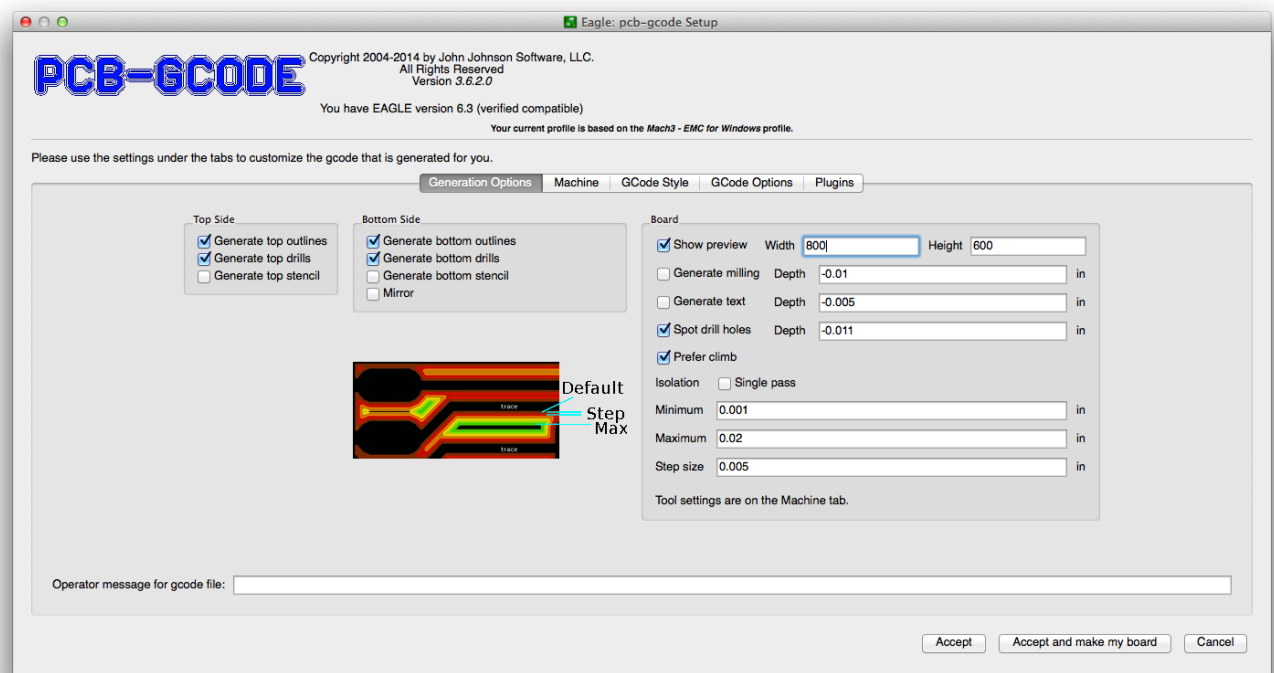 Eagle: pcb-gcode Setup
PCB-GCODE
Copyright 2004-2014 by John Johnson Software, LLC.
All Rights Reserved
Version 3.6.2.0
You have EAGLE version 6.3 (verified compatible)
Your current profile is based on the Mach3 - EMC for Windows profile.
Please use the settings under the tabs to customize the gcode that is generated for you.
Generation Options Machine GCode Style GCode Options Plugins
Top Side
Generate top outlines
Generate top drills
Generate top stencil
Bottom Side
Generate bottom outlines
Generate bottom drills
Generate bottom stencil
Mirror
trace
Default
Step
Max
trace
Board
Show preview Width 800 Height 600
Generate milling Depth -0.01 in
Generate text Depth -0.005 in
Spot drill holes Depth -0.011 in
Prefer climb
Isolation Single pass
Minimum 0.001 in
Maximum 0.02 in
Step size 0.005 in
Tool settings are on the Machine tab.
Operator message for gcode file:
Accept Accept and make my board Cancel